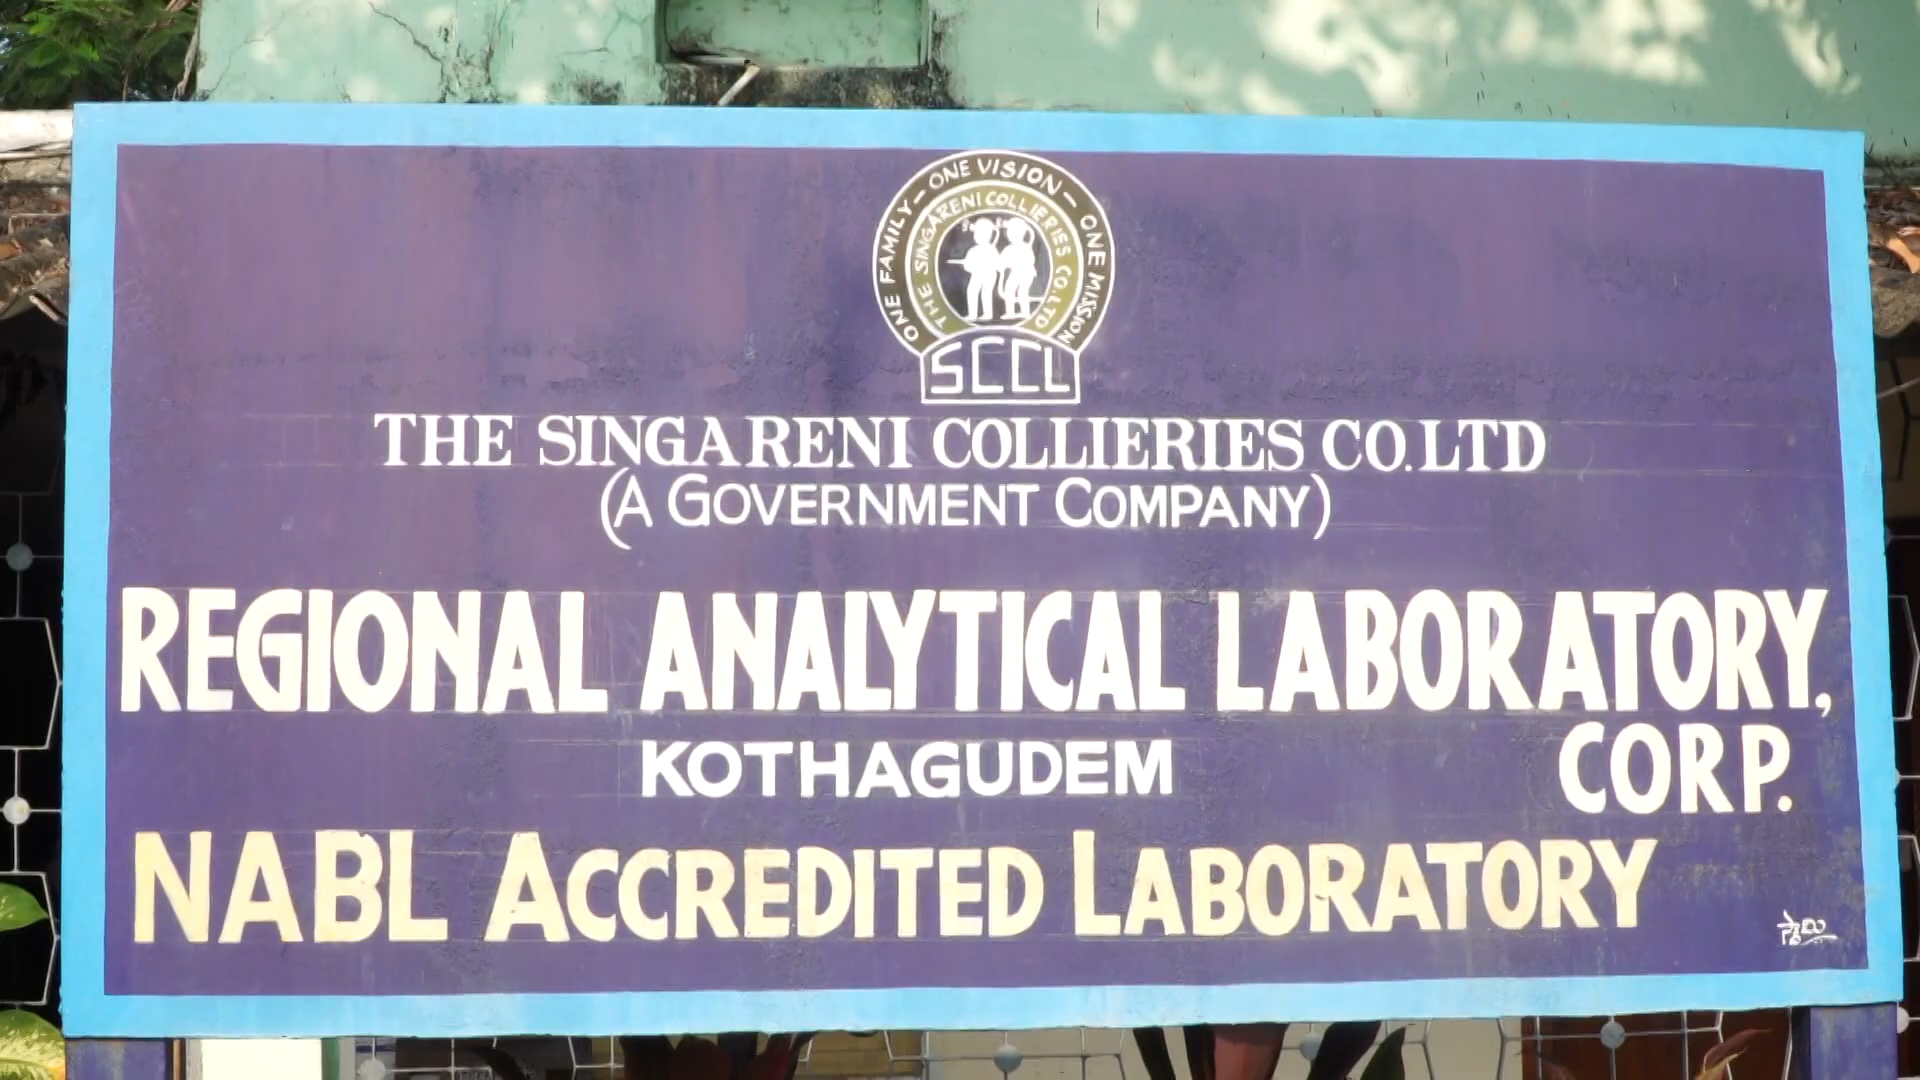 ONE FAMILY – ONE VISION – ONE MISSION
THE SINGARENI COLLIERIES CO.LTD
SCCL
THE SINGARENI COLLIERIES CO.LTD
(A GOVERNMENT COMPANY)
REGIONAL ANALYTICAL LABORATORY,
CORP.
KOTHAGUDEM
NABL ACCREDITED LABORATORY